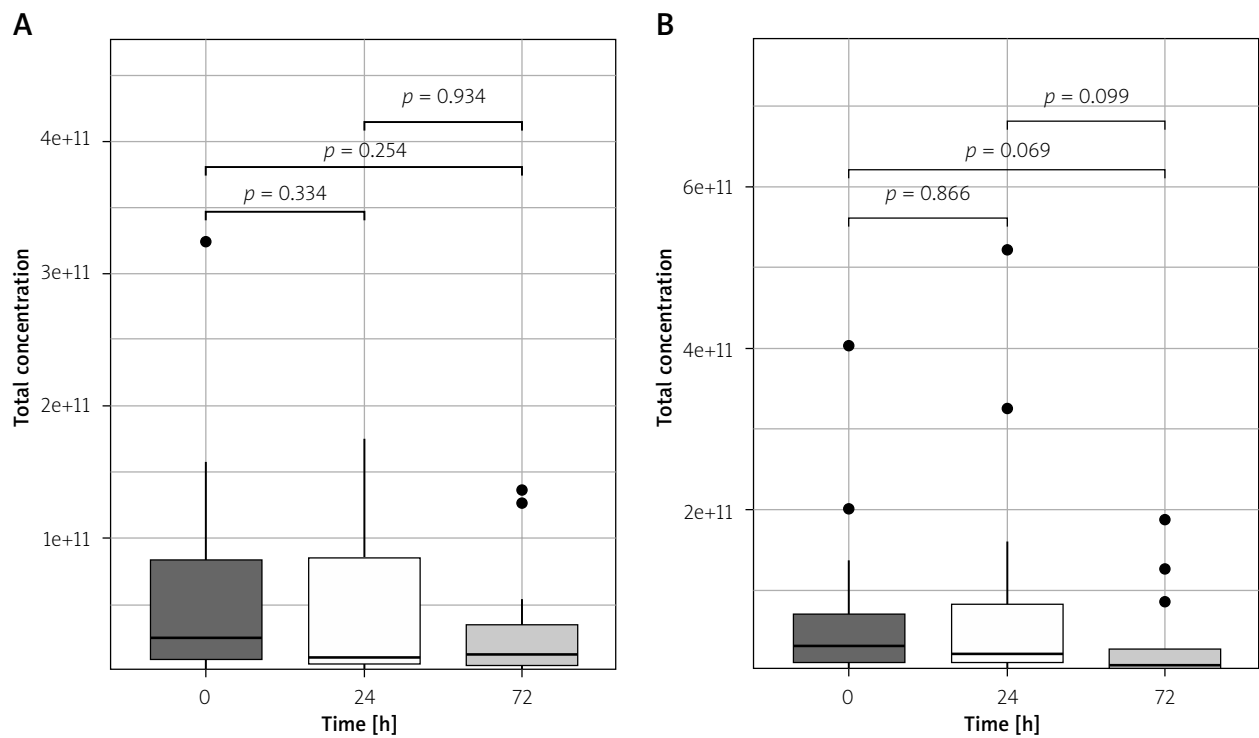 A
Total concentration
4e+11
3e+11
2e+11
1e+11
p = 0.934
p = 0.254
p = 0.334
0
24
72
Time [h]
B
Total concentration
6e+11
4e+11
2e+11
p = 0.099
p = 0.069
p = 0.866
0
24
72
Time [h]